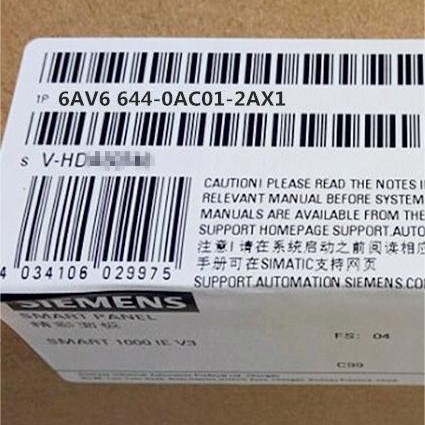 1P 6AV6 644-0AC01-2AX1
S V-HD
CAUTION! PLEASE READ THE NOTES IN
RELEVANT MANUAL BEFORE SYSTEM
MANUALS ARE AVAILABLE FROM THE
SUPPORT HOMEPAGE SUPPORT.AUTOMATION
注意! 请在系统启动之前阅读相应
手册可在SIMATIC支持网页
SUPPORT.AUTOMATION.SIEMENS.CO
4 034106 029975
SIEMENS
SMART PANEL
精彩面板
SMART 1000 IE V3
FS: 04
C99